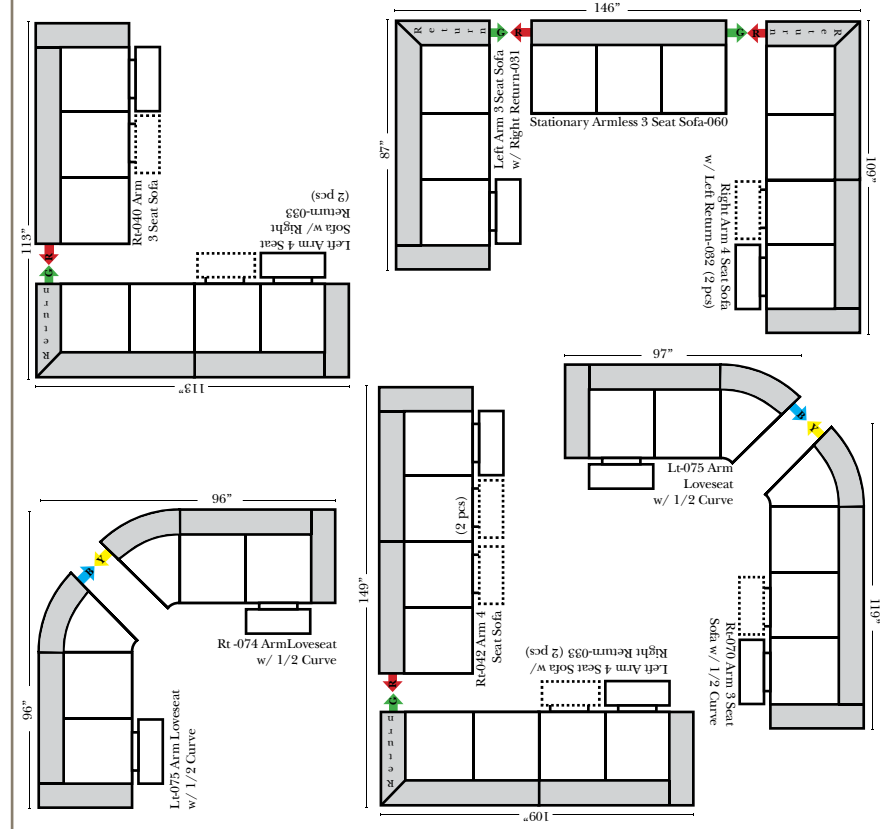 113”
Rt-040 Arm
3 Seat Sofa
R
G
Return
Left Arm 4 Seat
Sofa w/ Right
Return-033
(2 pcs)
113”
146”
87”
Return
G
R
Left Arm 3 Seat Sofa
w/ Right Return-031
Stationary Armless 3 Seat Sofa-060
G
R
Return
Right Arm 4 Seat Sofa
w/ Left Return-032 (2 pcs)
109”
96”
96”
B
Y
Rt -074 ArmLoveseat
w/ 1/2 Curve
Lt-075 Arm Loveseat
w/ 1/2 Curve
149”
(2 pcs)
Rt-042 Arm 4
Seat Sofa
R
G
Return
Left Arm 4 Seat Sofa w/
Right Return-033 (2 pcs)
109”
97”
B
Y
Lt-075 Arm
Loveseat
w/ 1/2 Curve
Rt-070 Arm 3 Seat
Sofa w/ 1/2 Curve
119”